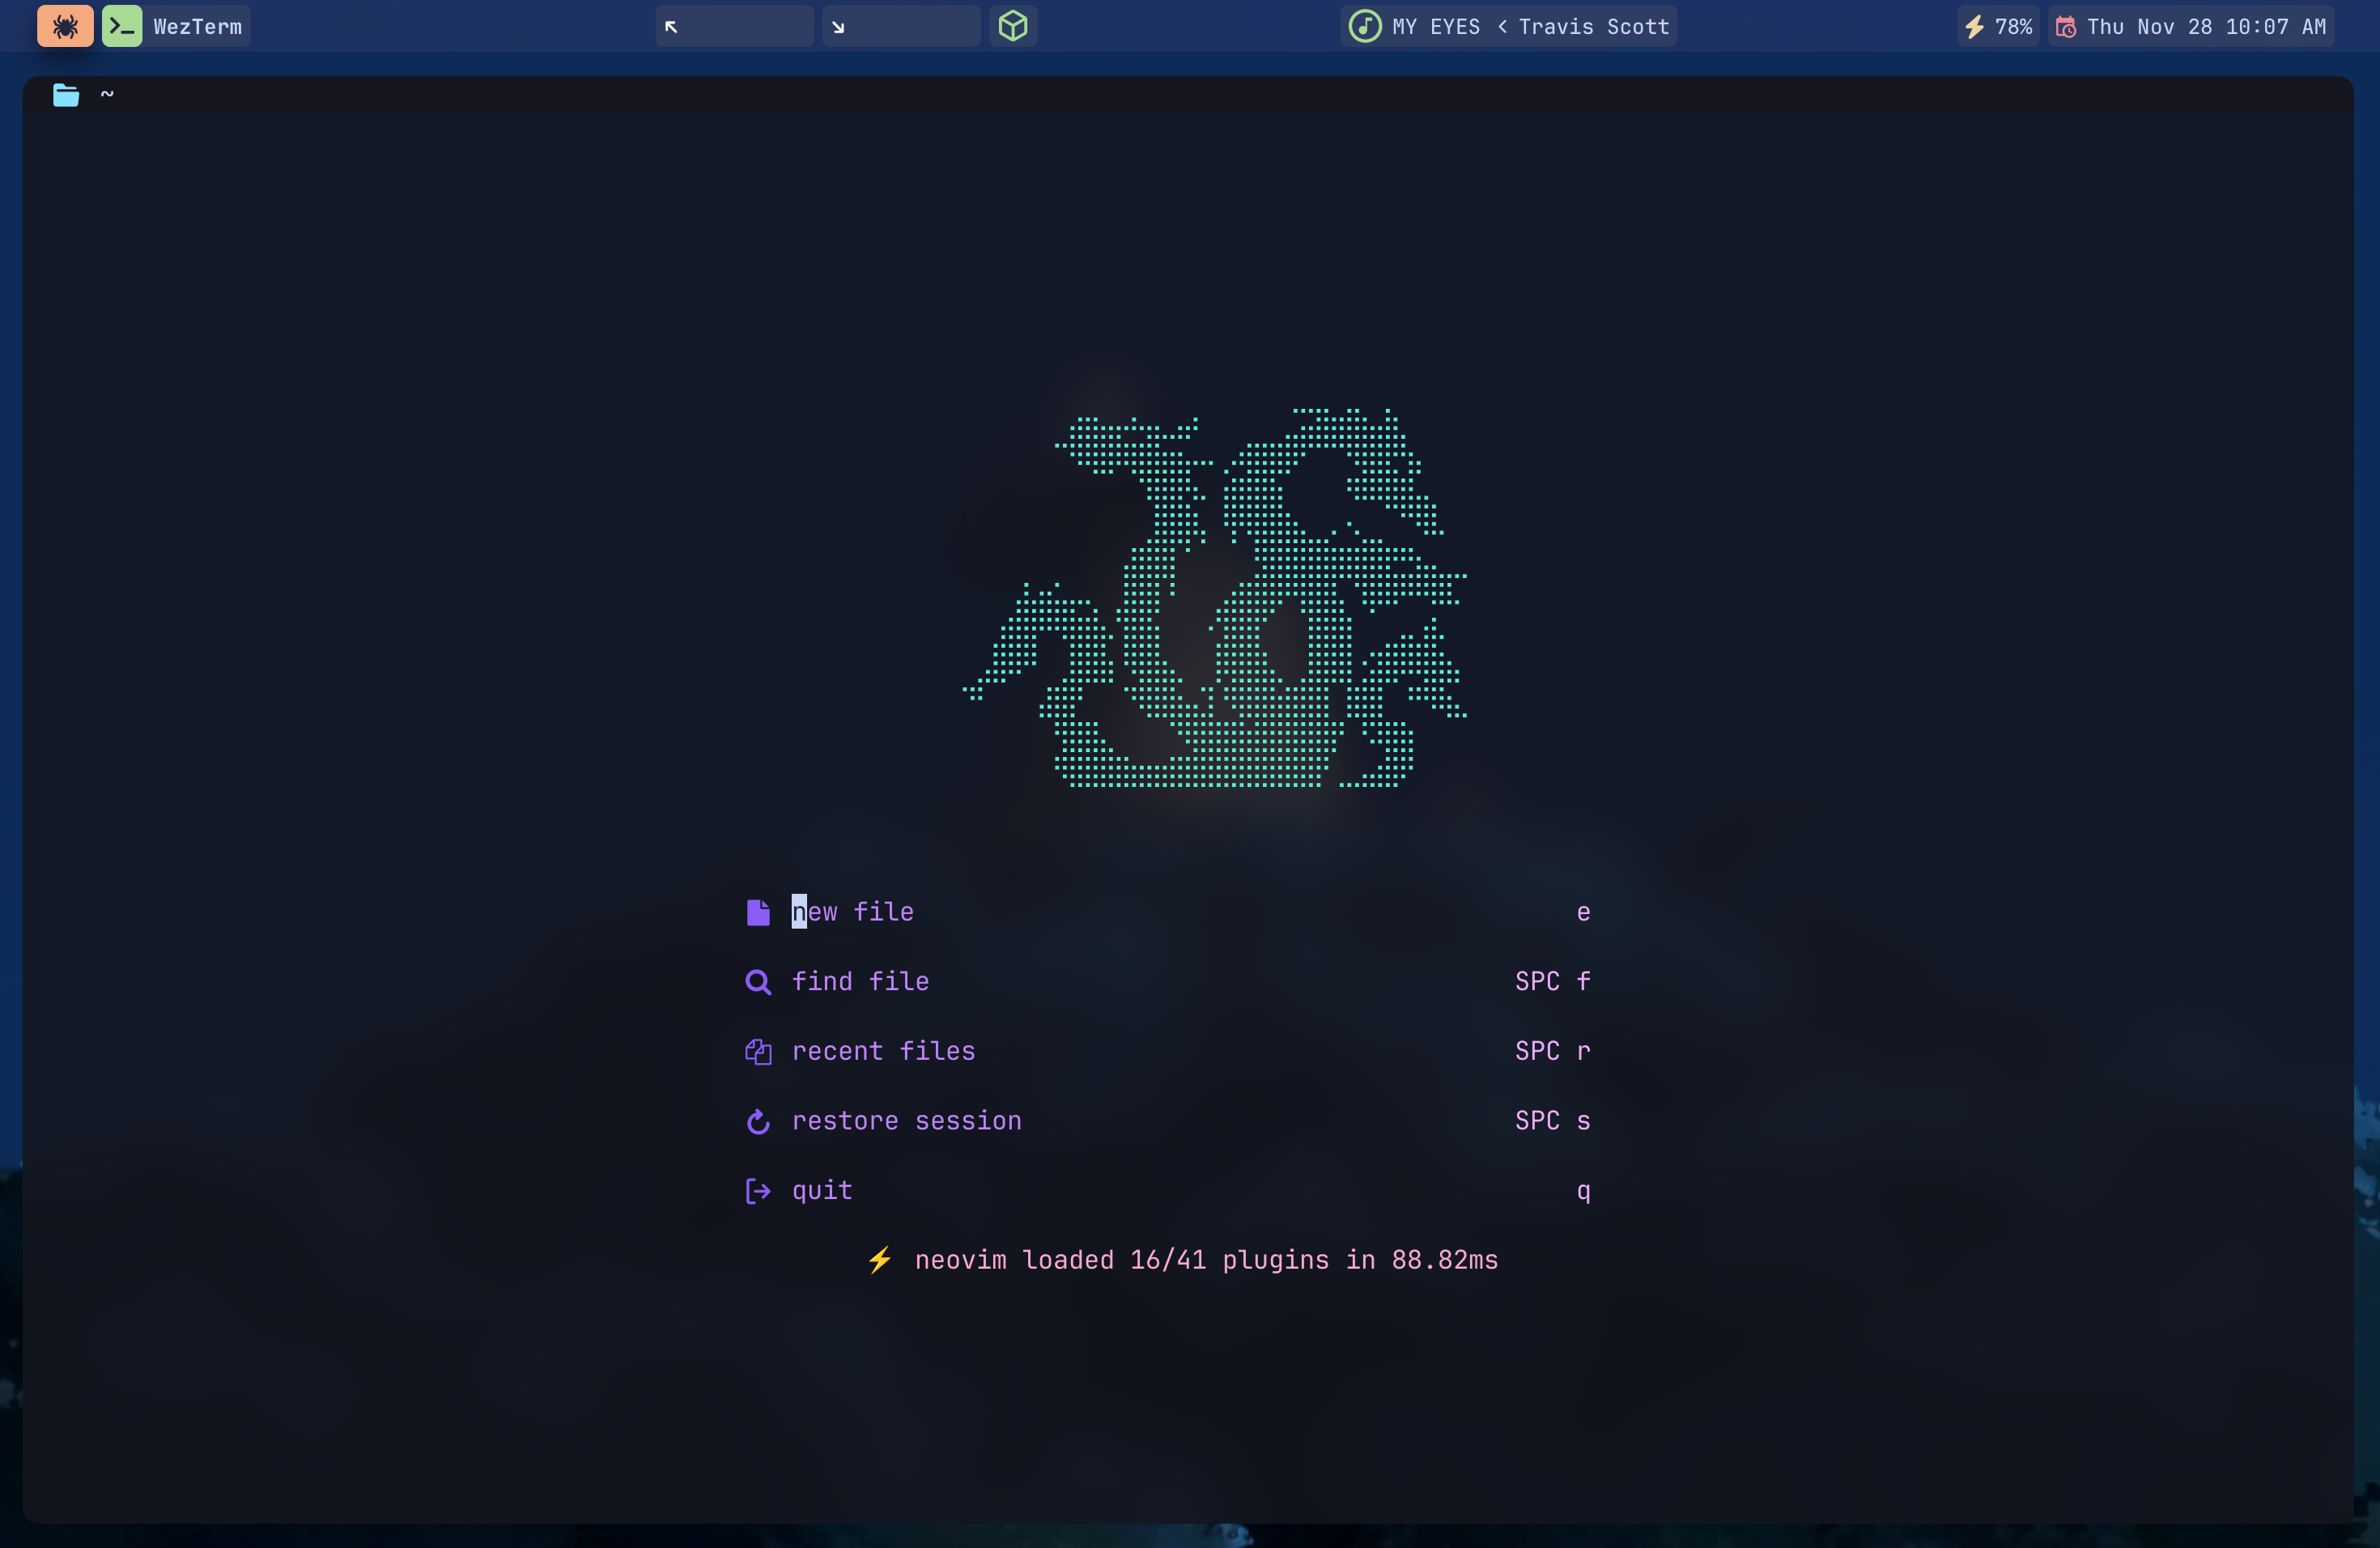 WezTerm
MY EYES < Travis Scott
78%
Thu Nov 28 10:07 AM
~
new file e
find file SPC f
recent files SPC r
restore session SPC s
quit q
⚡ neovim loaded 16/41 plugins in 88.82ms